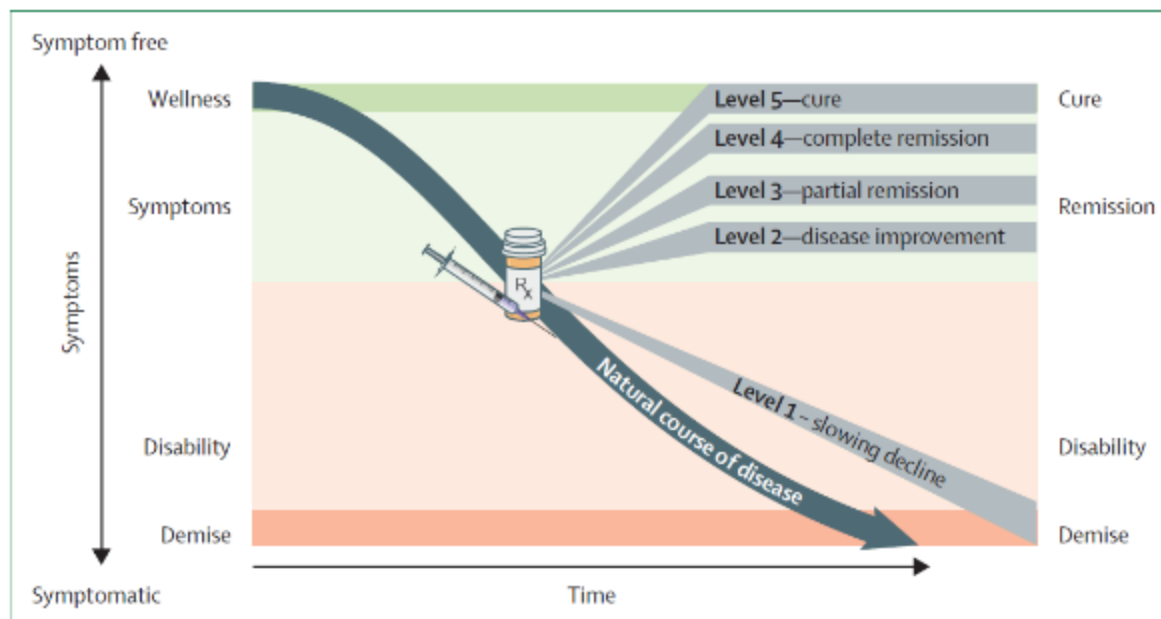 Symptom free
Wellness
Level 5—cure
Cure
Level 4—complete remission
Symptoms
Level 3—partial remission
Remission
Level 2—disease improvement
Rx
Symptoms
Natural course of disease
Level 1 – slowing decline
Disability
Disability
Demise
Demise
Symptomatic
Time